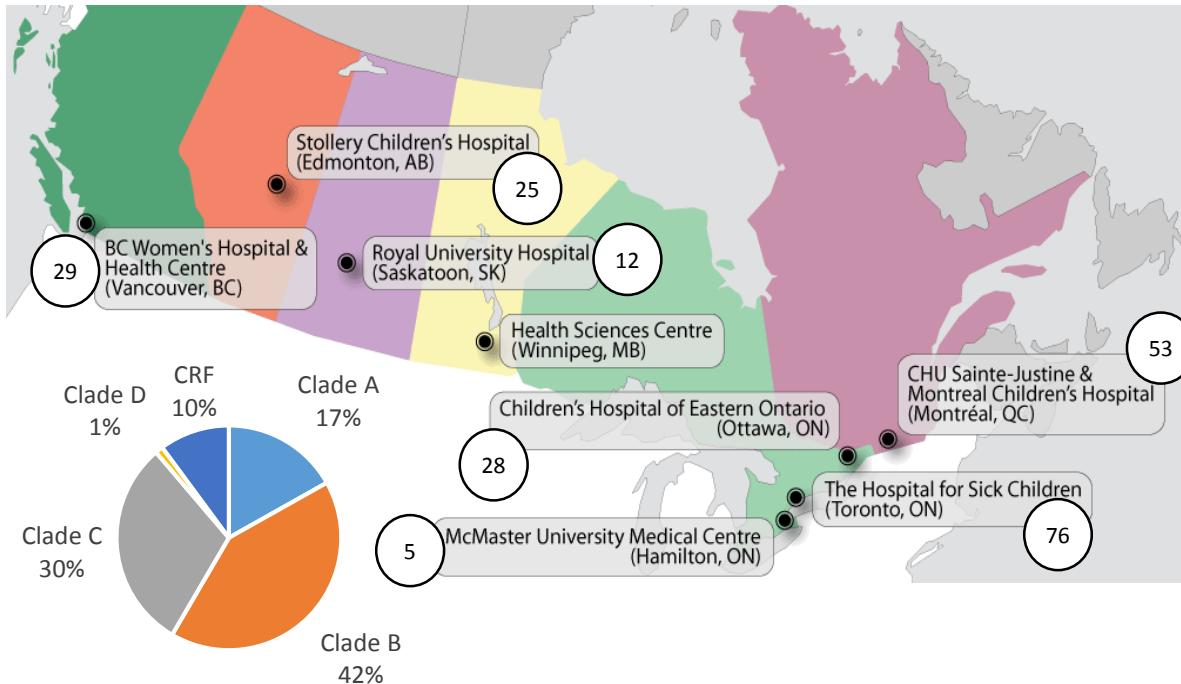 Stollery Children's Hospital
(Edmonton, AB)
25
BC Women's Hospital &
Health Centre
(Vancouver, BC)
29
Royal University Hospital
(Saskatoon, SK)
12
Health Sciences Centre
(Winnipeg, MB)
53
CHU Sainte-Justine &
Montreal Children's Hospital
(Montréal, QC)
Children's Hospital of Eastern Ontario
(Ottawa, ON)
28
The Hospital for Sick Children
(Toronto, ON)
76
McMaster University Medical Centre
(Hamilton, ON)
5
CRF
10%
Clade A
17%
Clade D
1%
Clade C
30%
Clade B
42%